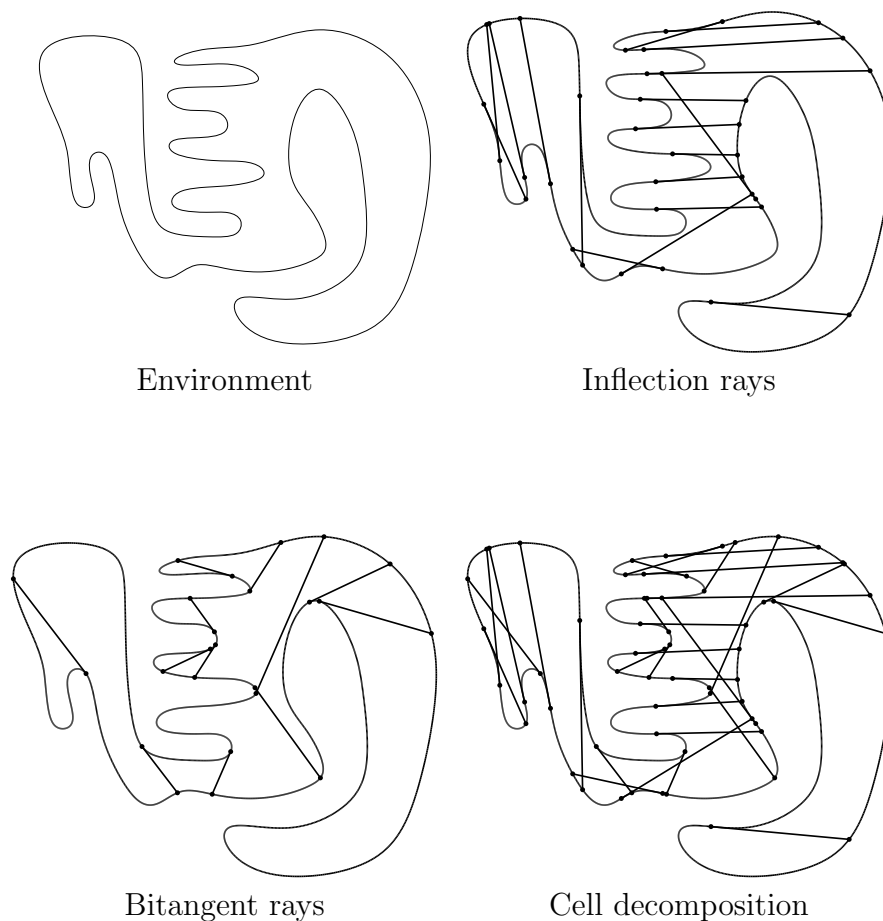 Environment
Inflection rays
Bitangent rays
Cell decomposition